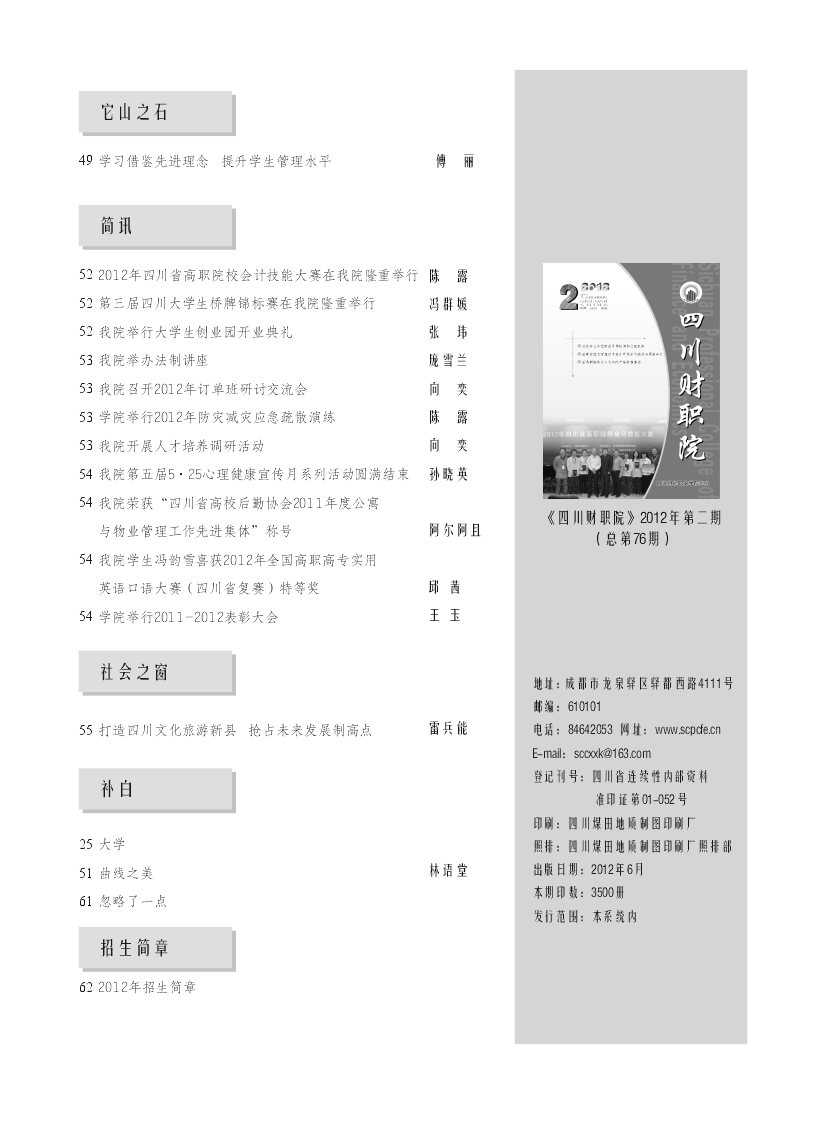 它山之石
49 学习借鉴先进理念 提升学生管理水平 傅 丽
简讯
52 2012年四川省高职院校会计技能大赛在我院隆重举行 陈 露
52 第三届四川大学生桥牌锦标赛在我院隆重举行 冯群媛
52 我院举行大学生创业园开业典礼 张 玮
53 我院举办法制讲座 庞雪兰
53 我院召开2012年订单班研讨交流会 向 奕
53 学院举行2012年防灾减灾应急疏散演练 陈 露
53 我院开展人才培养调研活动 向 奕
54 我院第五届5·25心理健康宣传月系列活动圆满结束 孙晓英
54 我院荣获“四川省高校后勤协会2011年度公寓
与物业管理工作先进集体”称号 阿尔阿且
54 我院学生冯韵雪喜获2012年全国高职高专实用
英语口语大赛（四川省复赛）特等奖 邱 茜
54 学院举行2011-2012表彰大会 王 玉
社会之窗
55 打造四川文化旅游新县 抢占未来发展制高点 雷兵能
补白
25 大学
51 曲线之美 林语堂
61 忽略了一点
招生简章
62 2012年招生简章
2 2012
四川财职院
2012年四川省高职院校会计技能大赛
《四川财职院》2012年第二期
（总第76期）
地址：成都市龙泉驿区驿都西路4111号
邮编：610101
电话：84642053 网址：www.scpcfe.cn
E-mail：sccxxk@163.com
登记刊号：四川省连续性内部资料
准印证第01-052号
印刷：四川煤田地质制图印刷厂
照排：四川煤田地质制图印刷厂照排部
出版日期：2012年6月
本期印数：3500册
发行范围：本系统内